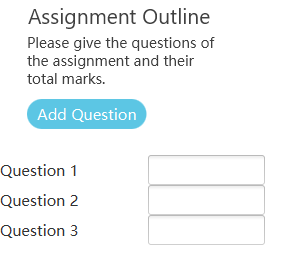 Assignment Outline
Please give the questions of
the assignment and their
total marks.
Add Question
Question 1
Question 2
Question 3